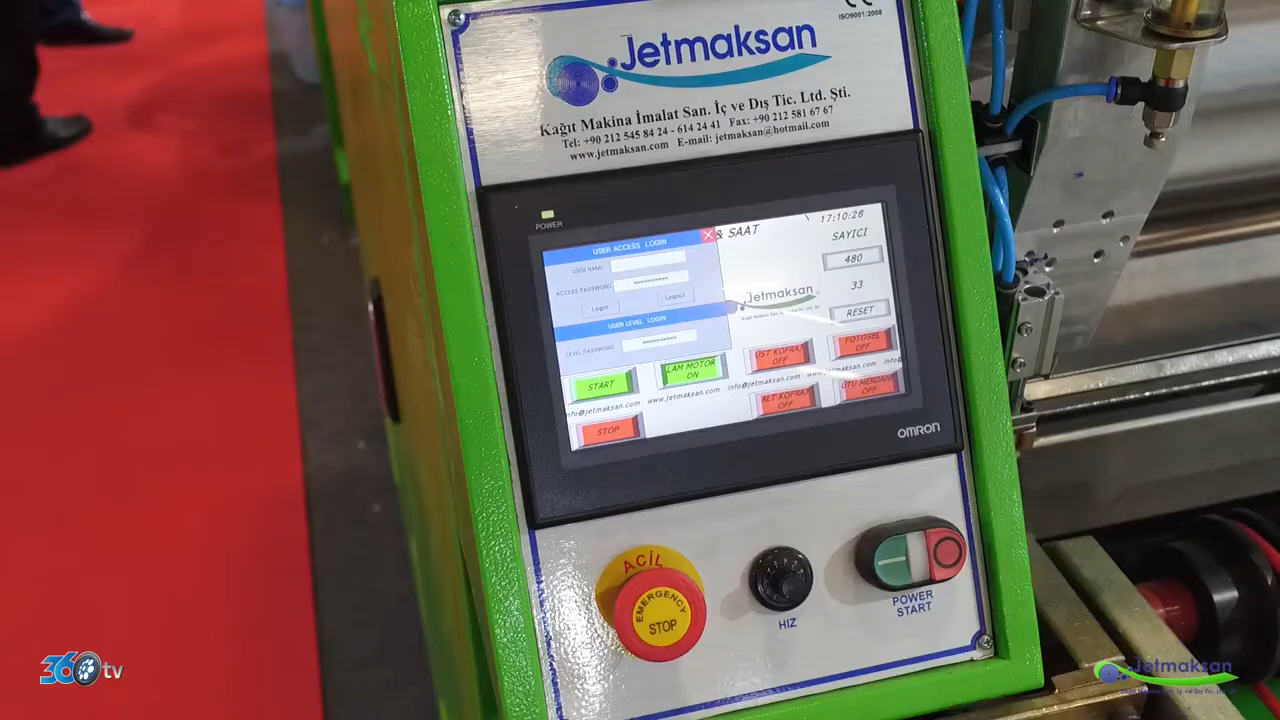 CE
ISO9001:2008
Jetmaksan
Kağıt Makina İmalat San. İç ve Dış Tic. Ltd. Şti.
Tel: +90 212 545 84 24 - 614 24 41 Fax: +90 212 581 67 67
www.jetmaksan.com E-mail: jetmaksan@hotmail.com
POWER
USER ACCESS LOGIN
& SAAT
17:10:28
USER NAME
SAYICI
480
ACCESS PASSWORD
**********
Login
Logout
33
Jetmaksan
RESET
USER LEVEL LOGIN
LEVEL PASSWORD
**********
START
LAM MOTOR
ON
ÜST KOFRAJ
OFF
FOTOSEL
OFF
info@jetmaksan.com www.jetmaksan.com info@jetmaksan.com www.jetmaksan.com
STOP
ALT KOFRAJ
OFF
ÜTÜ MERDANE
OFF
OMRON
ACİL
EMERGENCY
STOP
HIZ
POWER
START
360tv
Jetmaksan